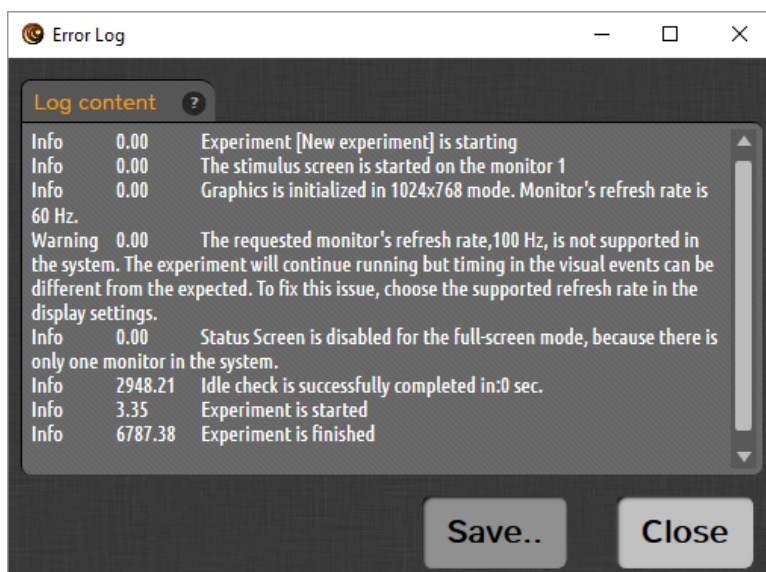 Error Log
Log content ?
Info 0.00 Experiment [New experiment] is starting
Info 0.00 The stimulus screen is started on the monitor 1
Info 0.00 Graphics is initialized in 1024x768 mode. Monitor's refresh rate is
60 Hz.
Warning 0.00 The requested monitor's refresh rate,100 Hz, is not supported in
the system. The experiment will continue running but timing in the visual events can be
different from the expected. To fix this issue, choose the supported refresh rate in the
display settings.
Info 0.00 Status Screen is disabled for the full-screen mode, because there is
only one monitor in the system.
Info 2948.21 Idle check is successfully completed in:0 sec.
Info 3.35 Experiment is started
Info 6787.38 Experiment is finished
Save.. Close